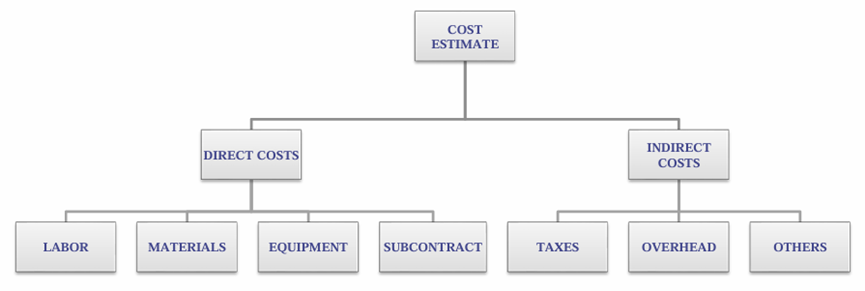 COST
ESTIMATE
DIRECT COSTS
INDIRECT
COSTS
LABOR
MATERIALS
EQUIPMENT
SUBCONTRACT
TAXES
OVERHEAD
OTHERS